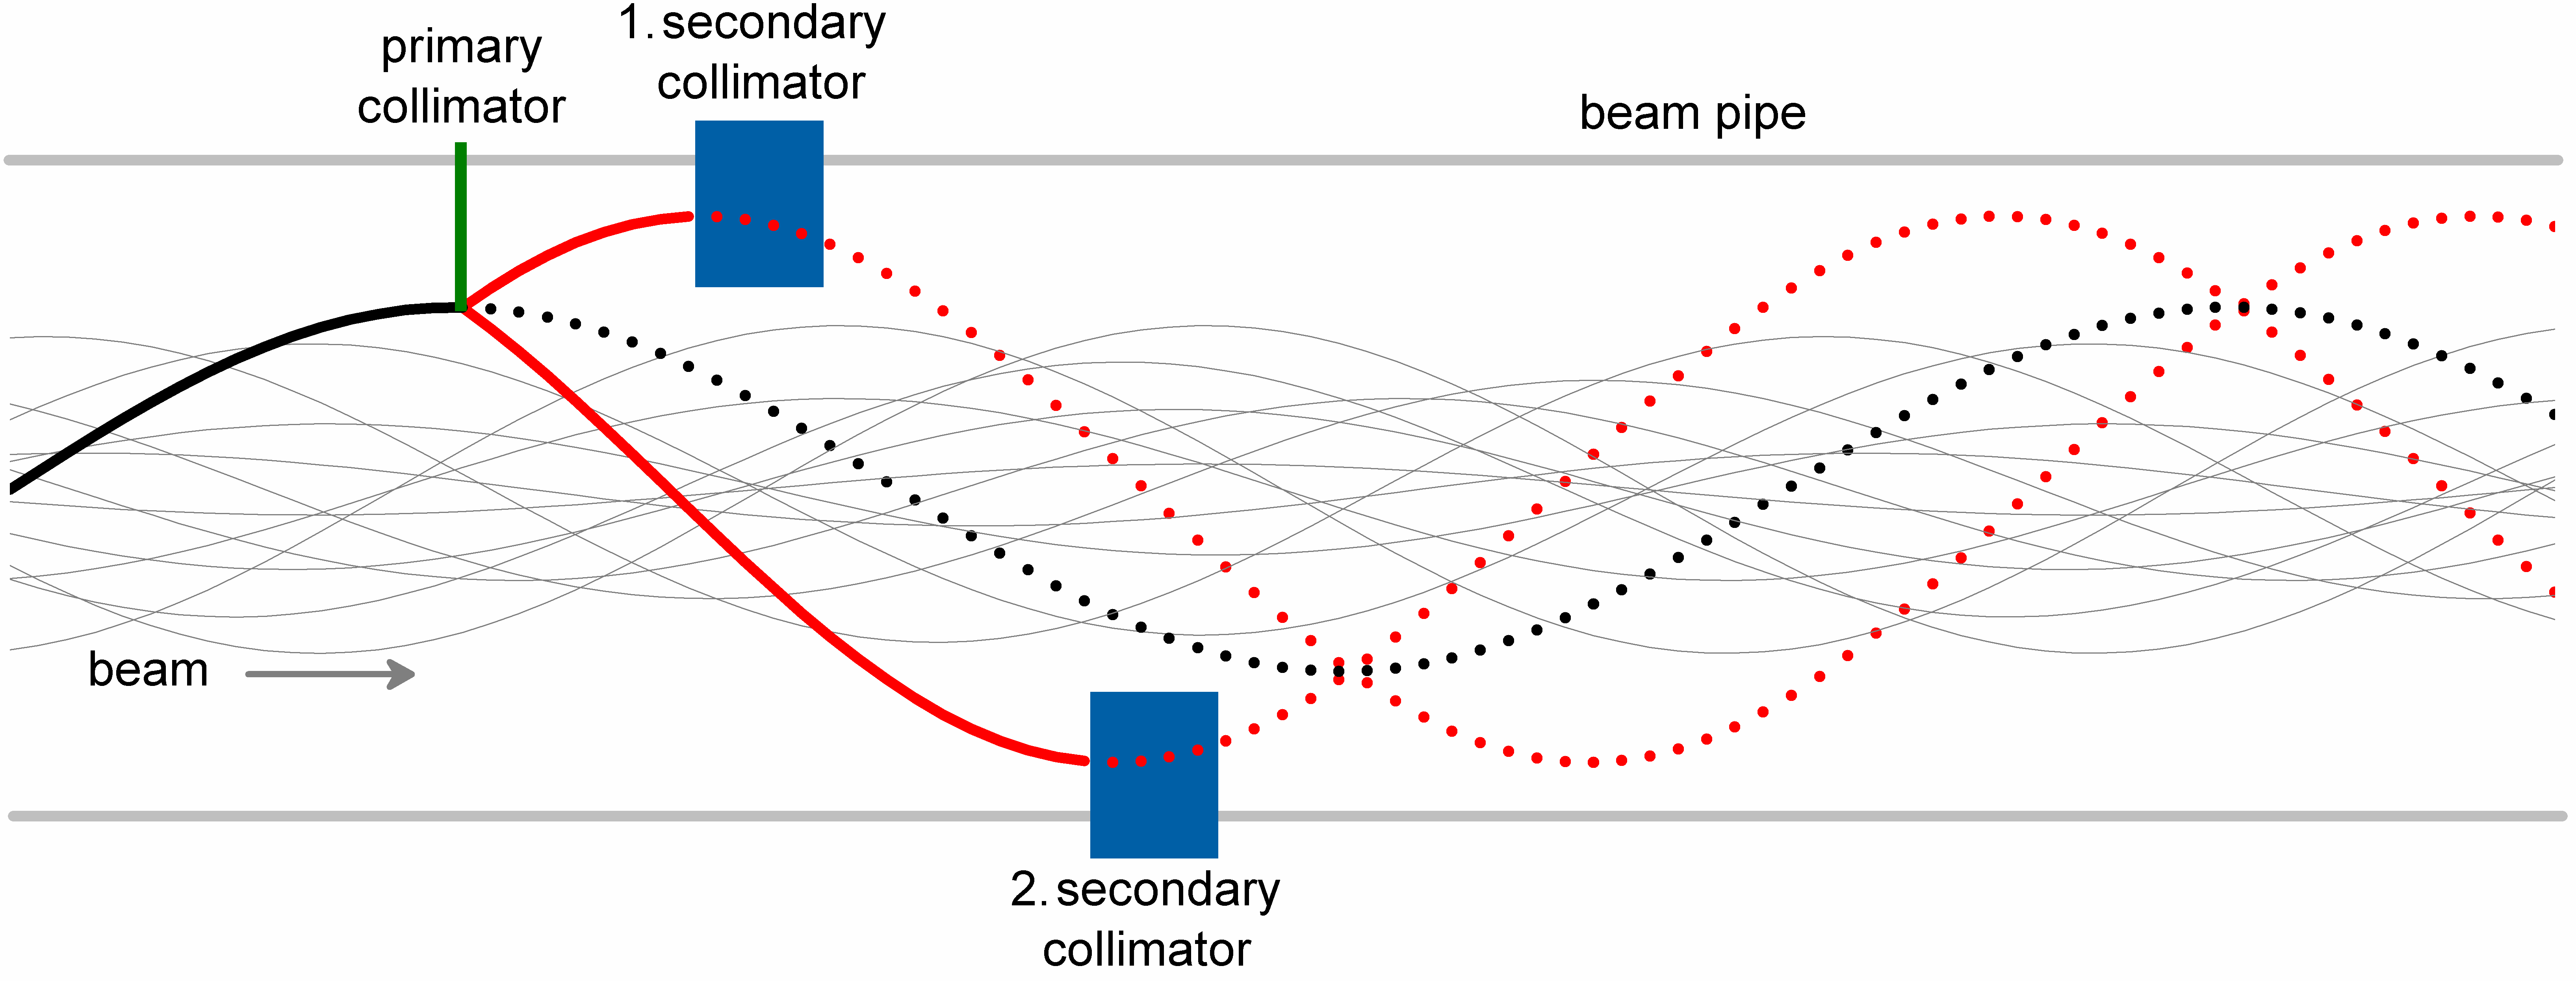 primary
collimator
1. secondary
collimator
beam pipe
beam
2. secondary
collimator